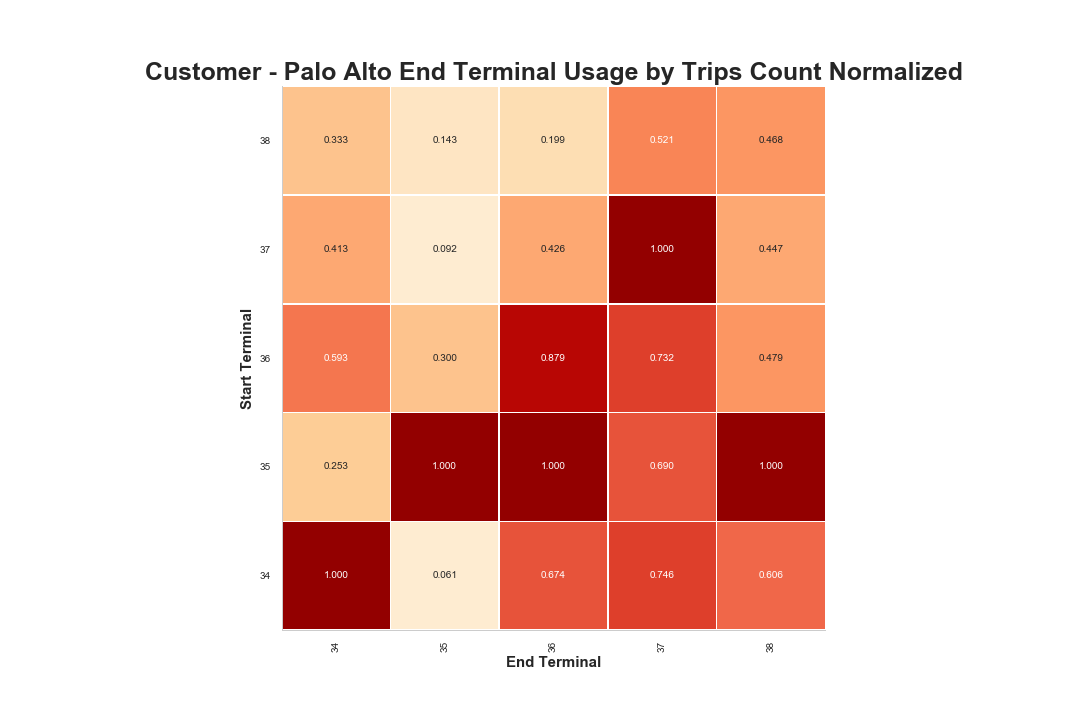 Customer - Palo Alto End Terminal Usage by Trips Count Normalized
38 0.333 0.143 0.199 0.521 0.468
37 0.413 0.092 0.426 1.000 0.447
36 0.593 0.300 0.879 0.732 0.479
35 0.253 1.000 1.000 0.690 1.000
34 1.000 0.061 0.674 0.746 0.606
Start Terminal
34 35 36 37 38
End Terminal